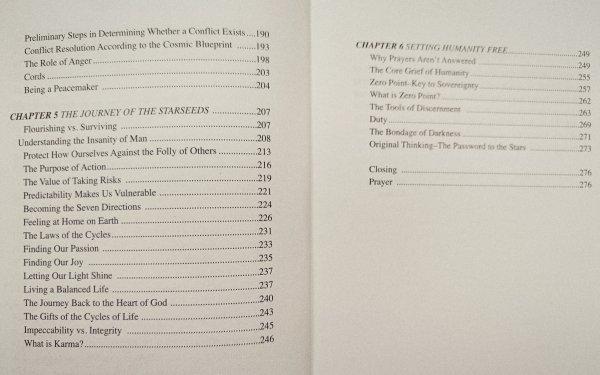 Preliminary Steps in Determining Whether a Conflict Exists ....190
Conflict Resolution According to the Cosmic Blueprint ........193
The Role of Anger........198
Cords ........203
Being a Peacemaker ........204
CHAPTER 5 THE JOURNEY OF THE STARSEEDS ........207
Flourishing vs. Surviving ........207
Understanding the Insanity of Man ........208
Protect How Ourselves Against the Folly of Others ........213
The Purpose of Action........216
The Value of Taking Risks ........219
Predictability Makes Us Vulnerable ........221
Becoming the Seven Directions ........224
Feeling at Home on Earth ........226
The Laws of the Cycles........231
Finding Our Passion ........233
Finding Our Joy ........235
Letting Our Light Shine ........237
Living a Balanced Life ........237
The Journey Back to the Heart of God ........240
The Gifts of the Cycles of Life ........243
Impeccability vs. Integrity ........245
What is Karma?........246
CHAPTER 6 SETTING HUMANITY FREE........249
Why Prayers Aren't Answered ........249
The Core Grief of Humanity ........255
Zero Point–Key to Sovereignty ........257
What is Zero Point? ........262
The Tools of Discernment ........263
Duty........269
The Bondage of Darkness ........271
Original Thinking–The Password to the Stars ........273
Closing ........276
Prayer ........276